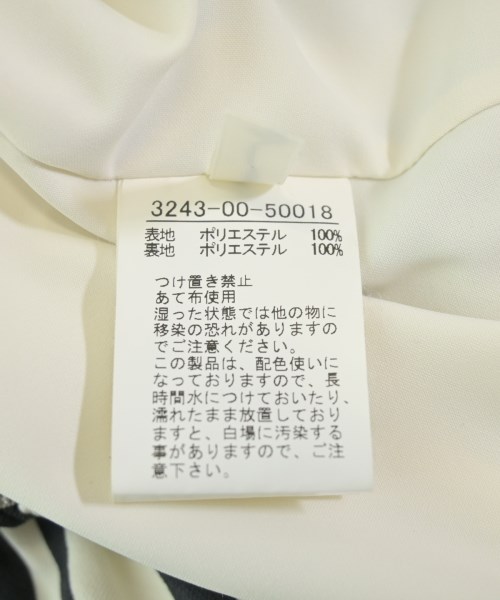 3243-00-50018
表地 ポリエステル 100%
裏地 ポリエステル 100%
つけ置き禁止
あて布使用
湿った状態では他の物に
移染の恐れがありますの
でご注意ください。
この製品は、配色使いに
なっておりますので、長
時間水につけておいたり、
濡れたまま放置しており
ますと、白場に汚染する
事がありますので、ご注
意下さい。